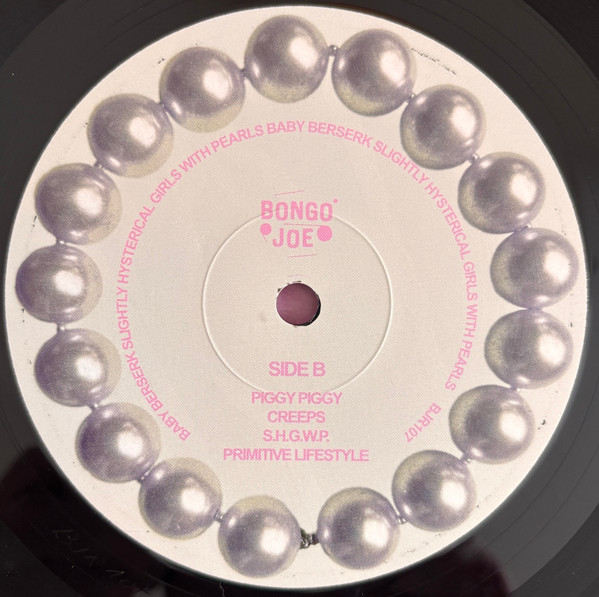 BABY BERSERK SLIGHTLY HYSTERICAL GIRLS WITH PEARLS BABY BERSERK SLIGHTLY HYSTERICAL GIRLS WITH PEARLS BJR107
BONGO
JOE
SIDE B
PIGGY PIGGY
CREEPS
S.H.G.W.P.
PRIMITIVE LIFESTYLE